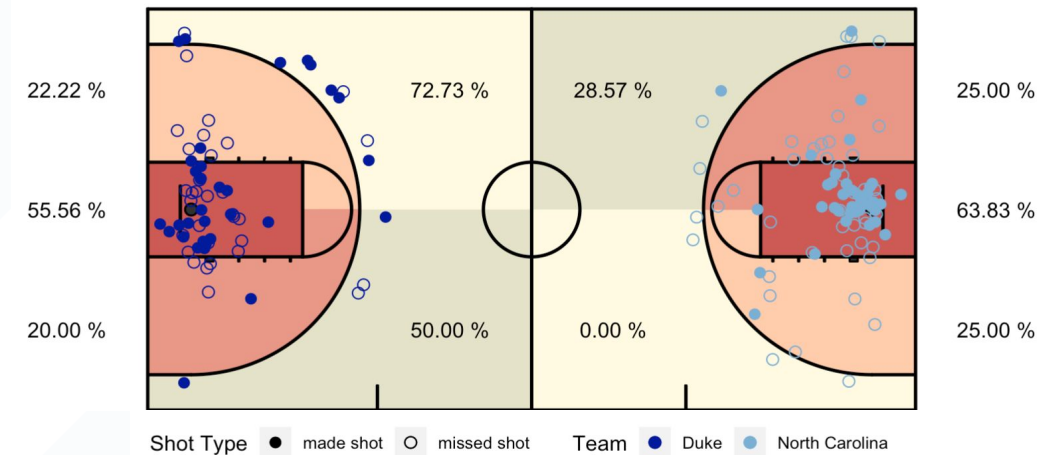 22.22 % 72.73 % 28.57 % 25.00 %
55.56 % 63.83 %
20.00 % 50.00 % 0.00 % 25.00 %
Shot Type made shot missed shot Team Duke North Carolina